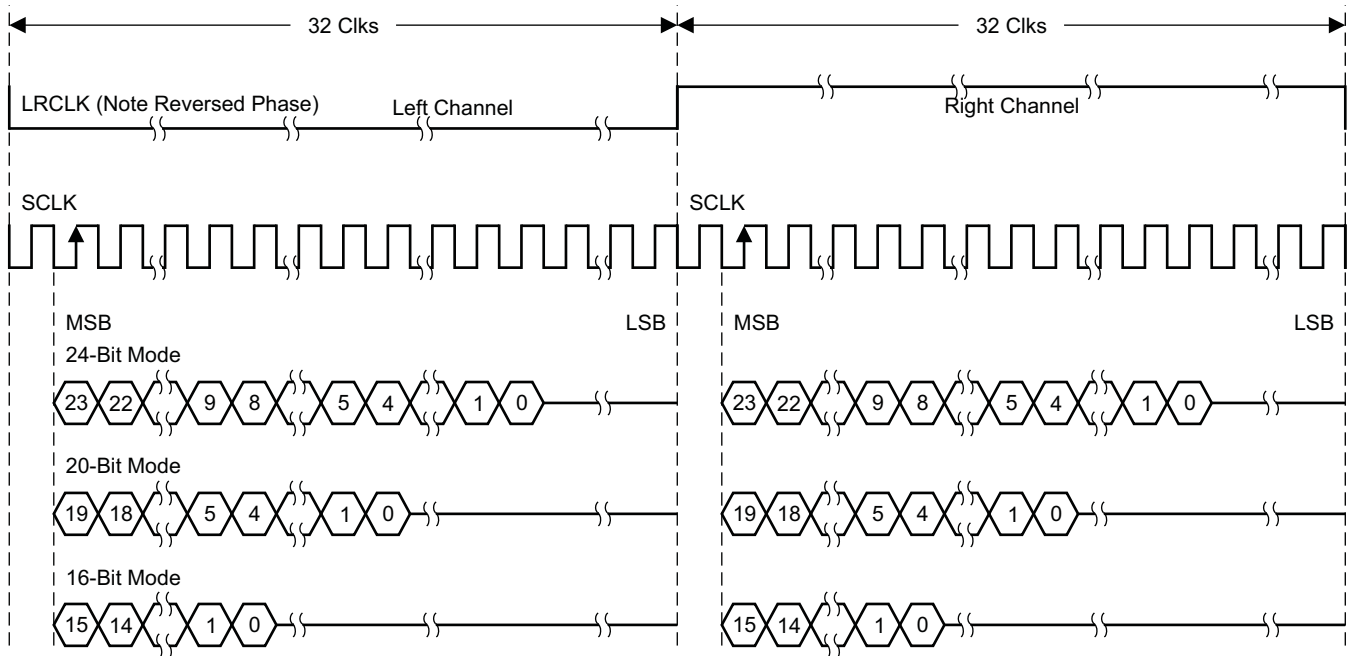 32 Clks 32 Clks
LRCLK (Note Reversed Phase) Left Channel Right Channel
SCLK SCLK
MSB LSB MSB LSB
24-Bit Mode
23 22 9 8 5 4 1 0 23 22 9 8 5 4 1 0
20-Bit Mode
19 18 5 4 1 0 19 18 5 4 1 0
16-Bit Mode
15 14 1 0 15 14 1 0